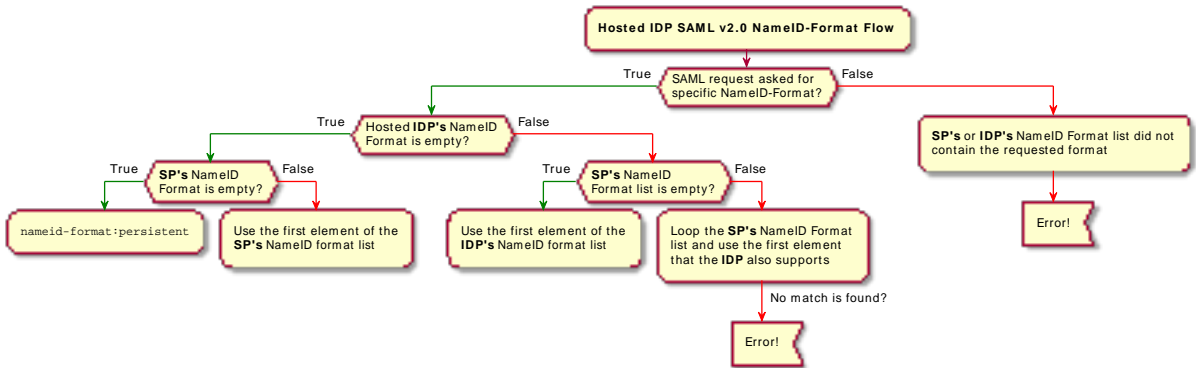 Hosted IDP SAML v2.0 NameID-Format Flow
True
SAML request asked for
specific NameID-Format?
False
True
Hosted IDP's NameID
Format is empty?
False
SP's or IDP's NameID Format list did not
contain the requested format
True
SP's NameID
Format is empty?
False
True
SP's NameID
Format list is empty?
False
nameid-format:persistent
Use the first element of the
SP's NameID format list
Use the first element of the
IDP's NameID format list
Loop the SP's NameID Format
list and use the first element
that the IDP also supports
Error!
No match is found?
Error!